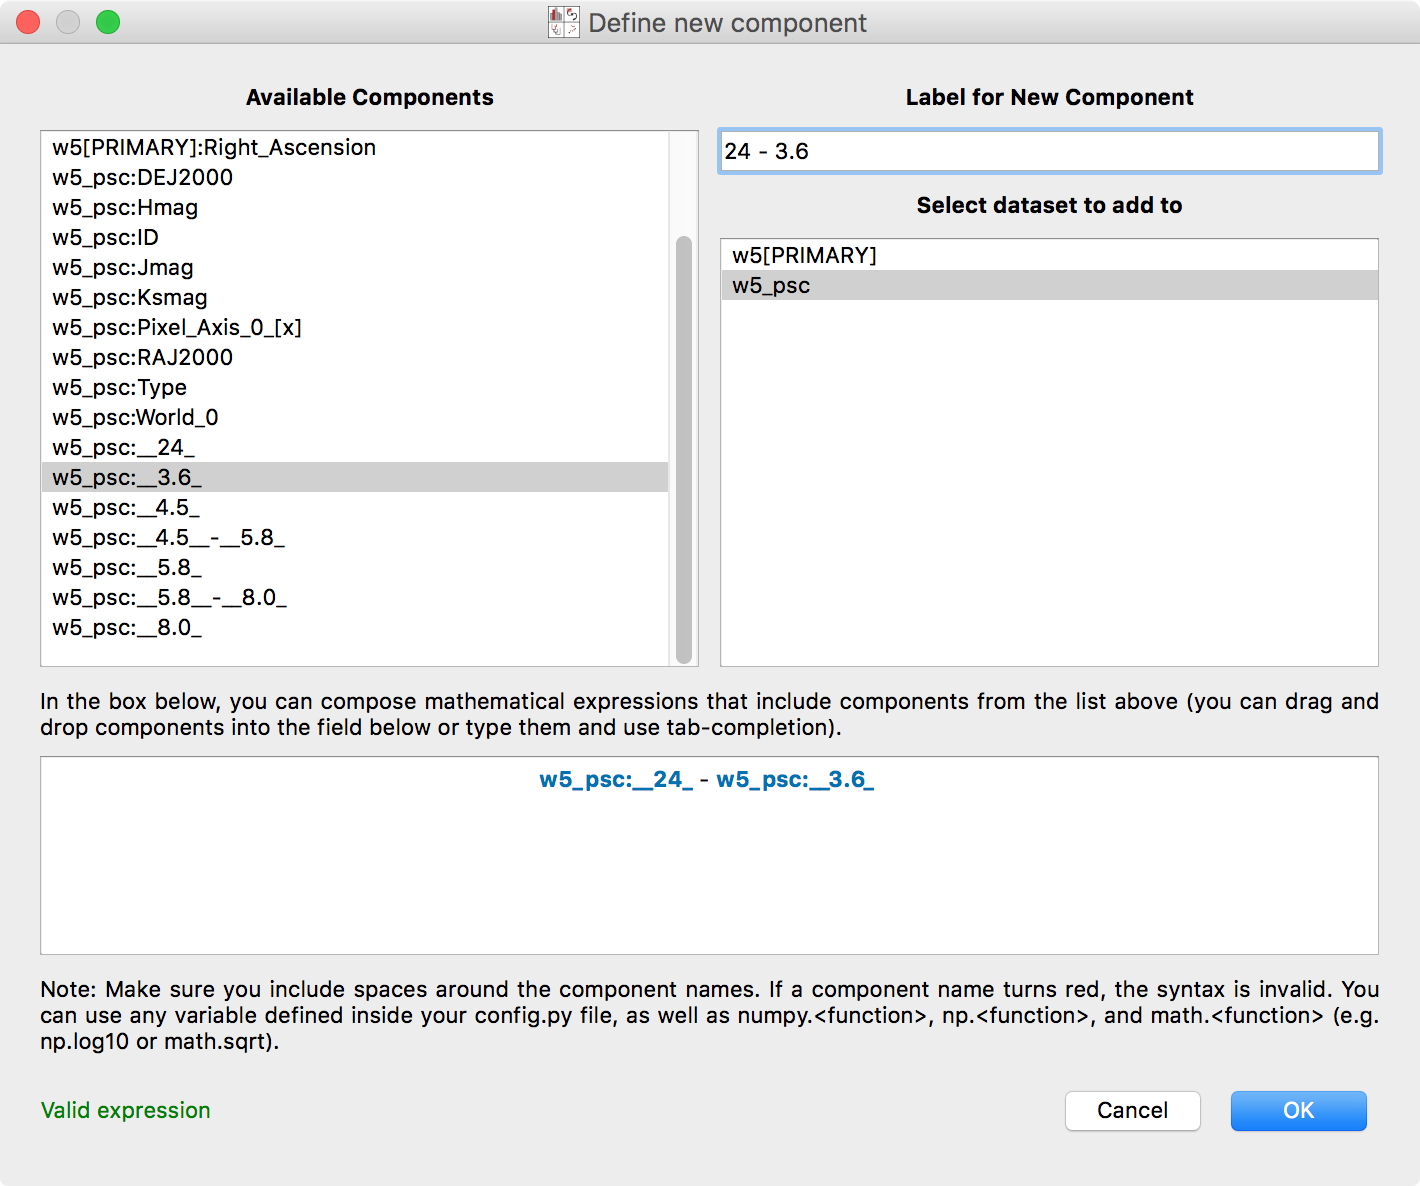 Define new component
Available Components
w5[PRIMARY]:Right_Ascension
w5_psc:DEJ2000
w5_psc:Hmag
w5_psc:ID
w5_psc:Jmag
w5_psc:Ksmag
w5_psc:Pixel_Axis_0_[x]
w5_psc:RAJ2000
w5_psc:Type
w5_psc:World_0
w5_psc:__24_
w5_psc:__3.6_
w5_psc:__4.5_
w5_psc:__4.5__-__5.8_
w5_psc:__5.8_
w5_psc:__5.8__-__8.0_
w5_psc:__8.0_
Label for New Component
24 - 3.6
Select dataset to add to
w5[PRIMARY]
w5_psc
In the box below, you can compose mathematical expressions that include components from the list above (you can drag and
drop components into the field below or type them and use tab-completion).
w5_psc:__24_ - w5_psc:__3.6_
Note: Make sure you include spaces around the component names. If a component name turns red, the syntax is invalid. You
can use any variable defined inside your config.py file, as well as numpy.<function>, np.<function>, and math.<function> (e.g.
np.log10 or math.sqrt).
Valid expression
Cancel
OK